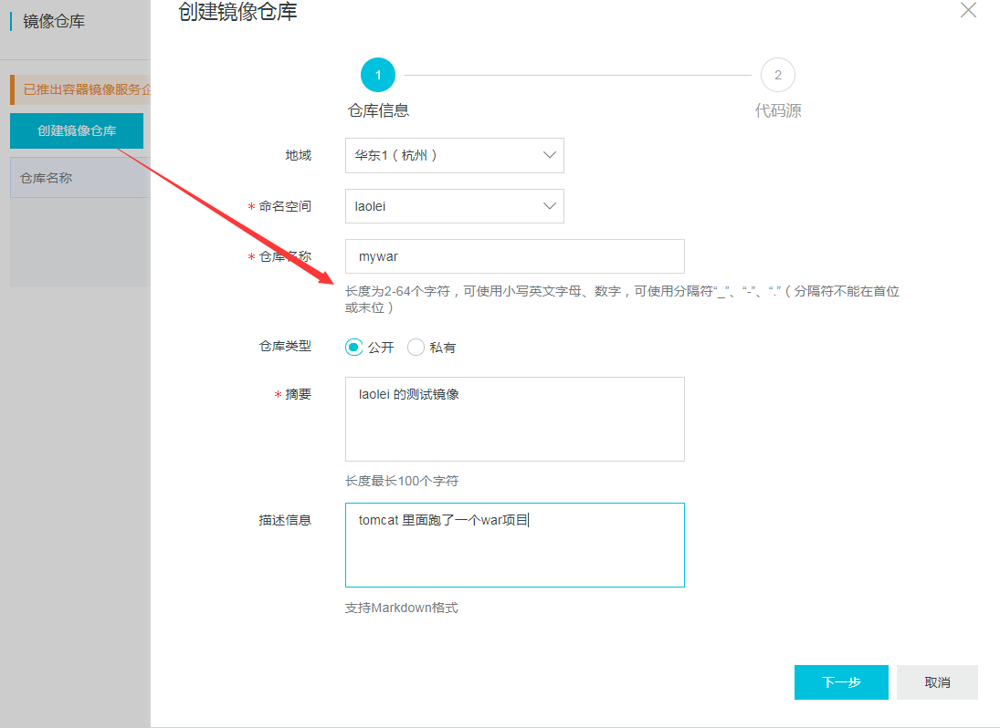 创建镜像仓库
镜像仓库
已推出容器镜像服务企
创建镜像仓库
仓库名称
1
2
仓库信息
代码源
地域
华东1（杭州）
* 命名空间
laolei
* 仓库名称
mywar
长度为2-64个字符，可使用小写英文字母、数字，可使用分隔符“_”、“-”、“.”（分隔符不能在首位
或末位）
仓库类型
公开
私有
* 摘要
laolei 的测试镜像
长度最长100个字符
描述信息
tomcat 里面跑了一个war项目
支持Markdown格式
下一步
取消